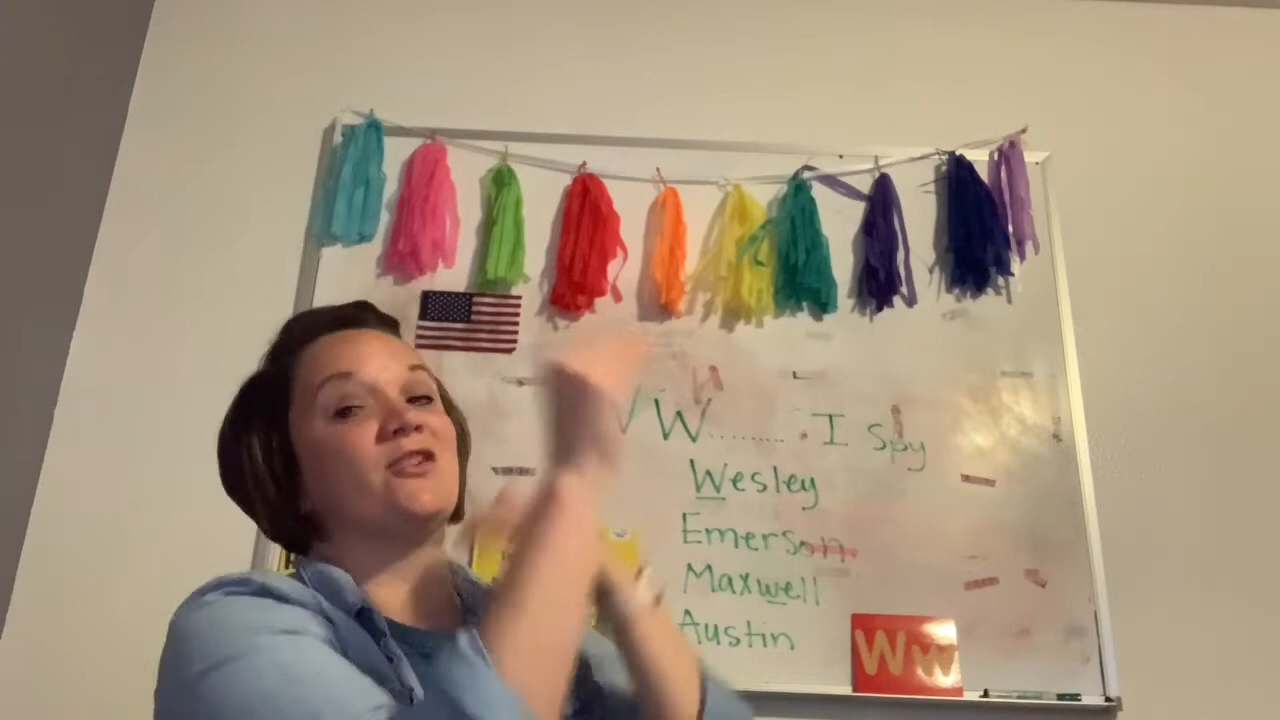 W W.......... I Spy
Wesley
Emerson
Maxwell
Austin
Ww